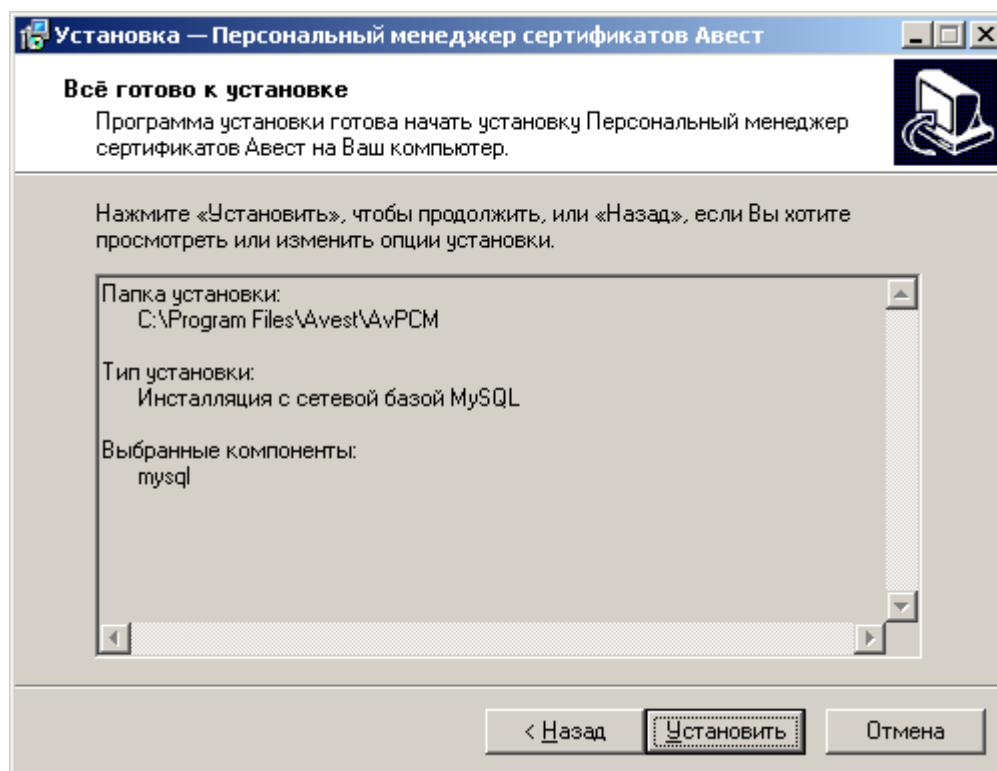 Установка — Персональный менеджер сертификатов Авест
Всё готово к установке
Программа установки готова начать установку Персональный менеджер
сертификатов Авест на Ваш компьютер.
Нажмите «Установить», чтобы продолжить, или «Назад», если Вы хотите
просмотреть или изменить опции установки.
Папка установки:
C:\Program Files\Avest\AvPCM
Тип установки:
Инсталляция с сетевой базой MySQL
Выбранные компоненты:
mysql
< Назад
Установить
Отмена